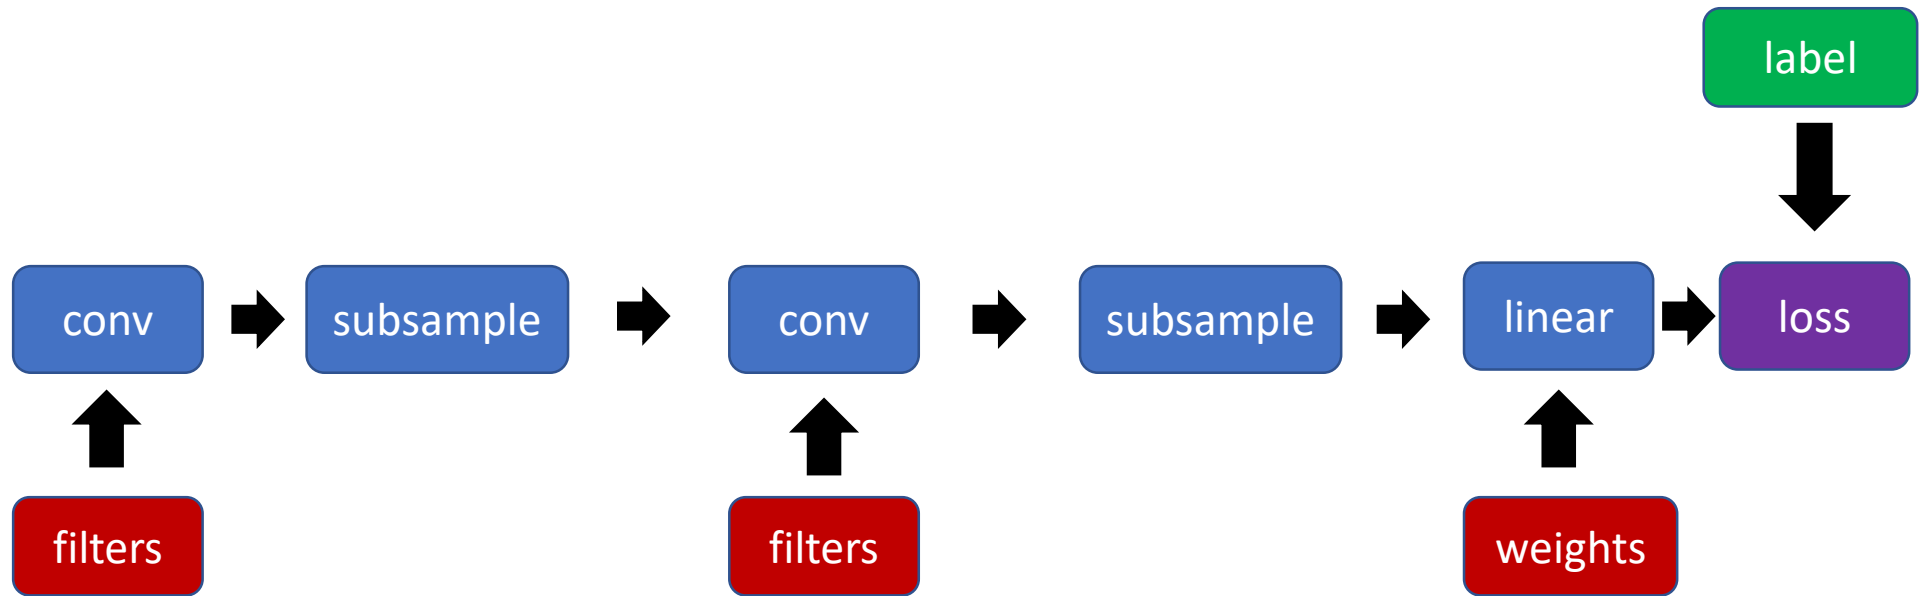 label
conv
subsample
conv
subsample
linear
loss
filters
filters
weights